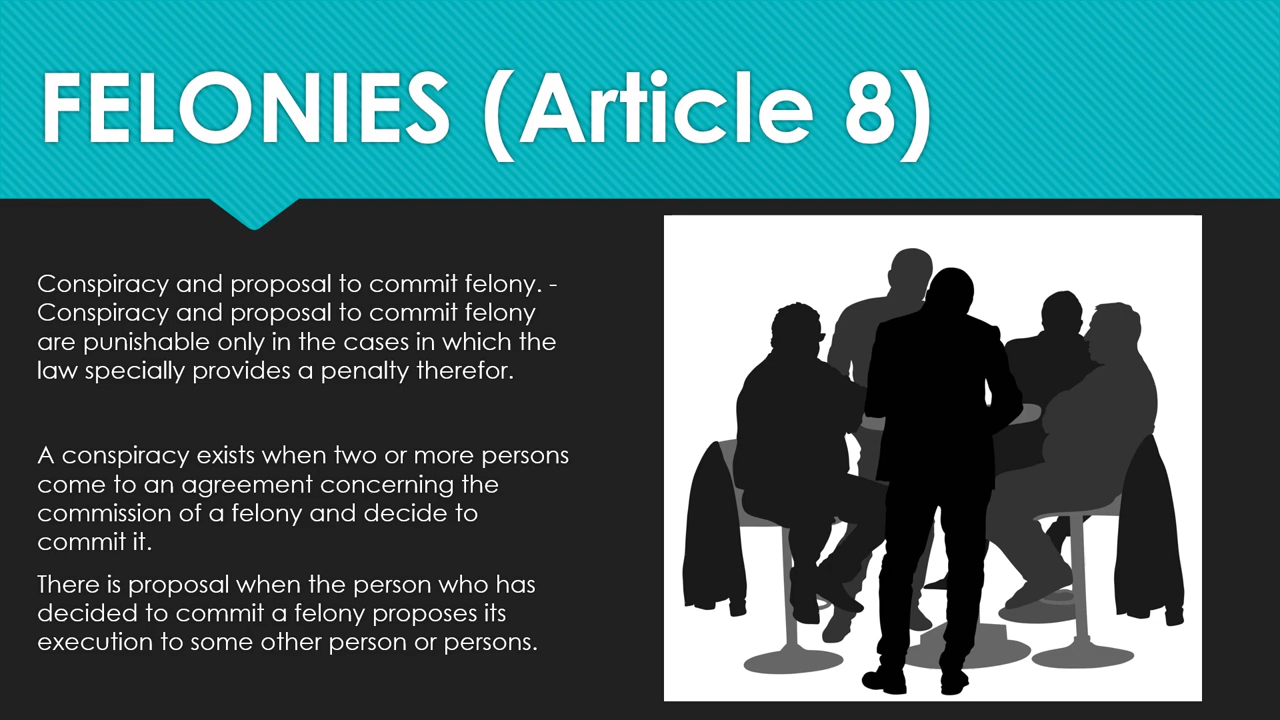 FELONIES (Article 8)
Conspiracy and proposal to commit felony. -
Conspiracy and proposal to commit felony
are punishable only in the cases in which the
law specially provides a penalty therefor.
A conspiracy exists when two or more persons
come to an agreement concerning the
commission of a felony and decide to
commit it.
There is proposal when the person who has
decided to commit a felony proposes its
execution to some other person or persons.